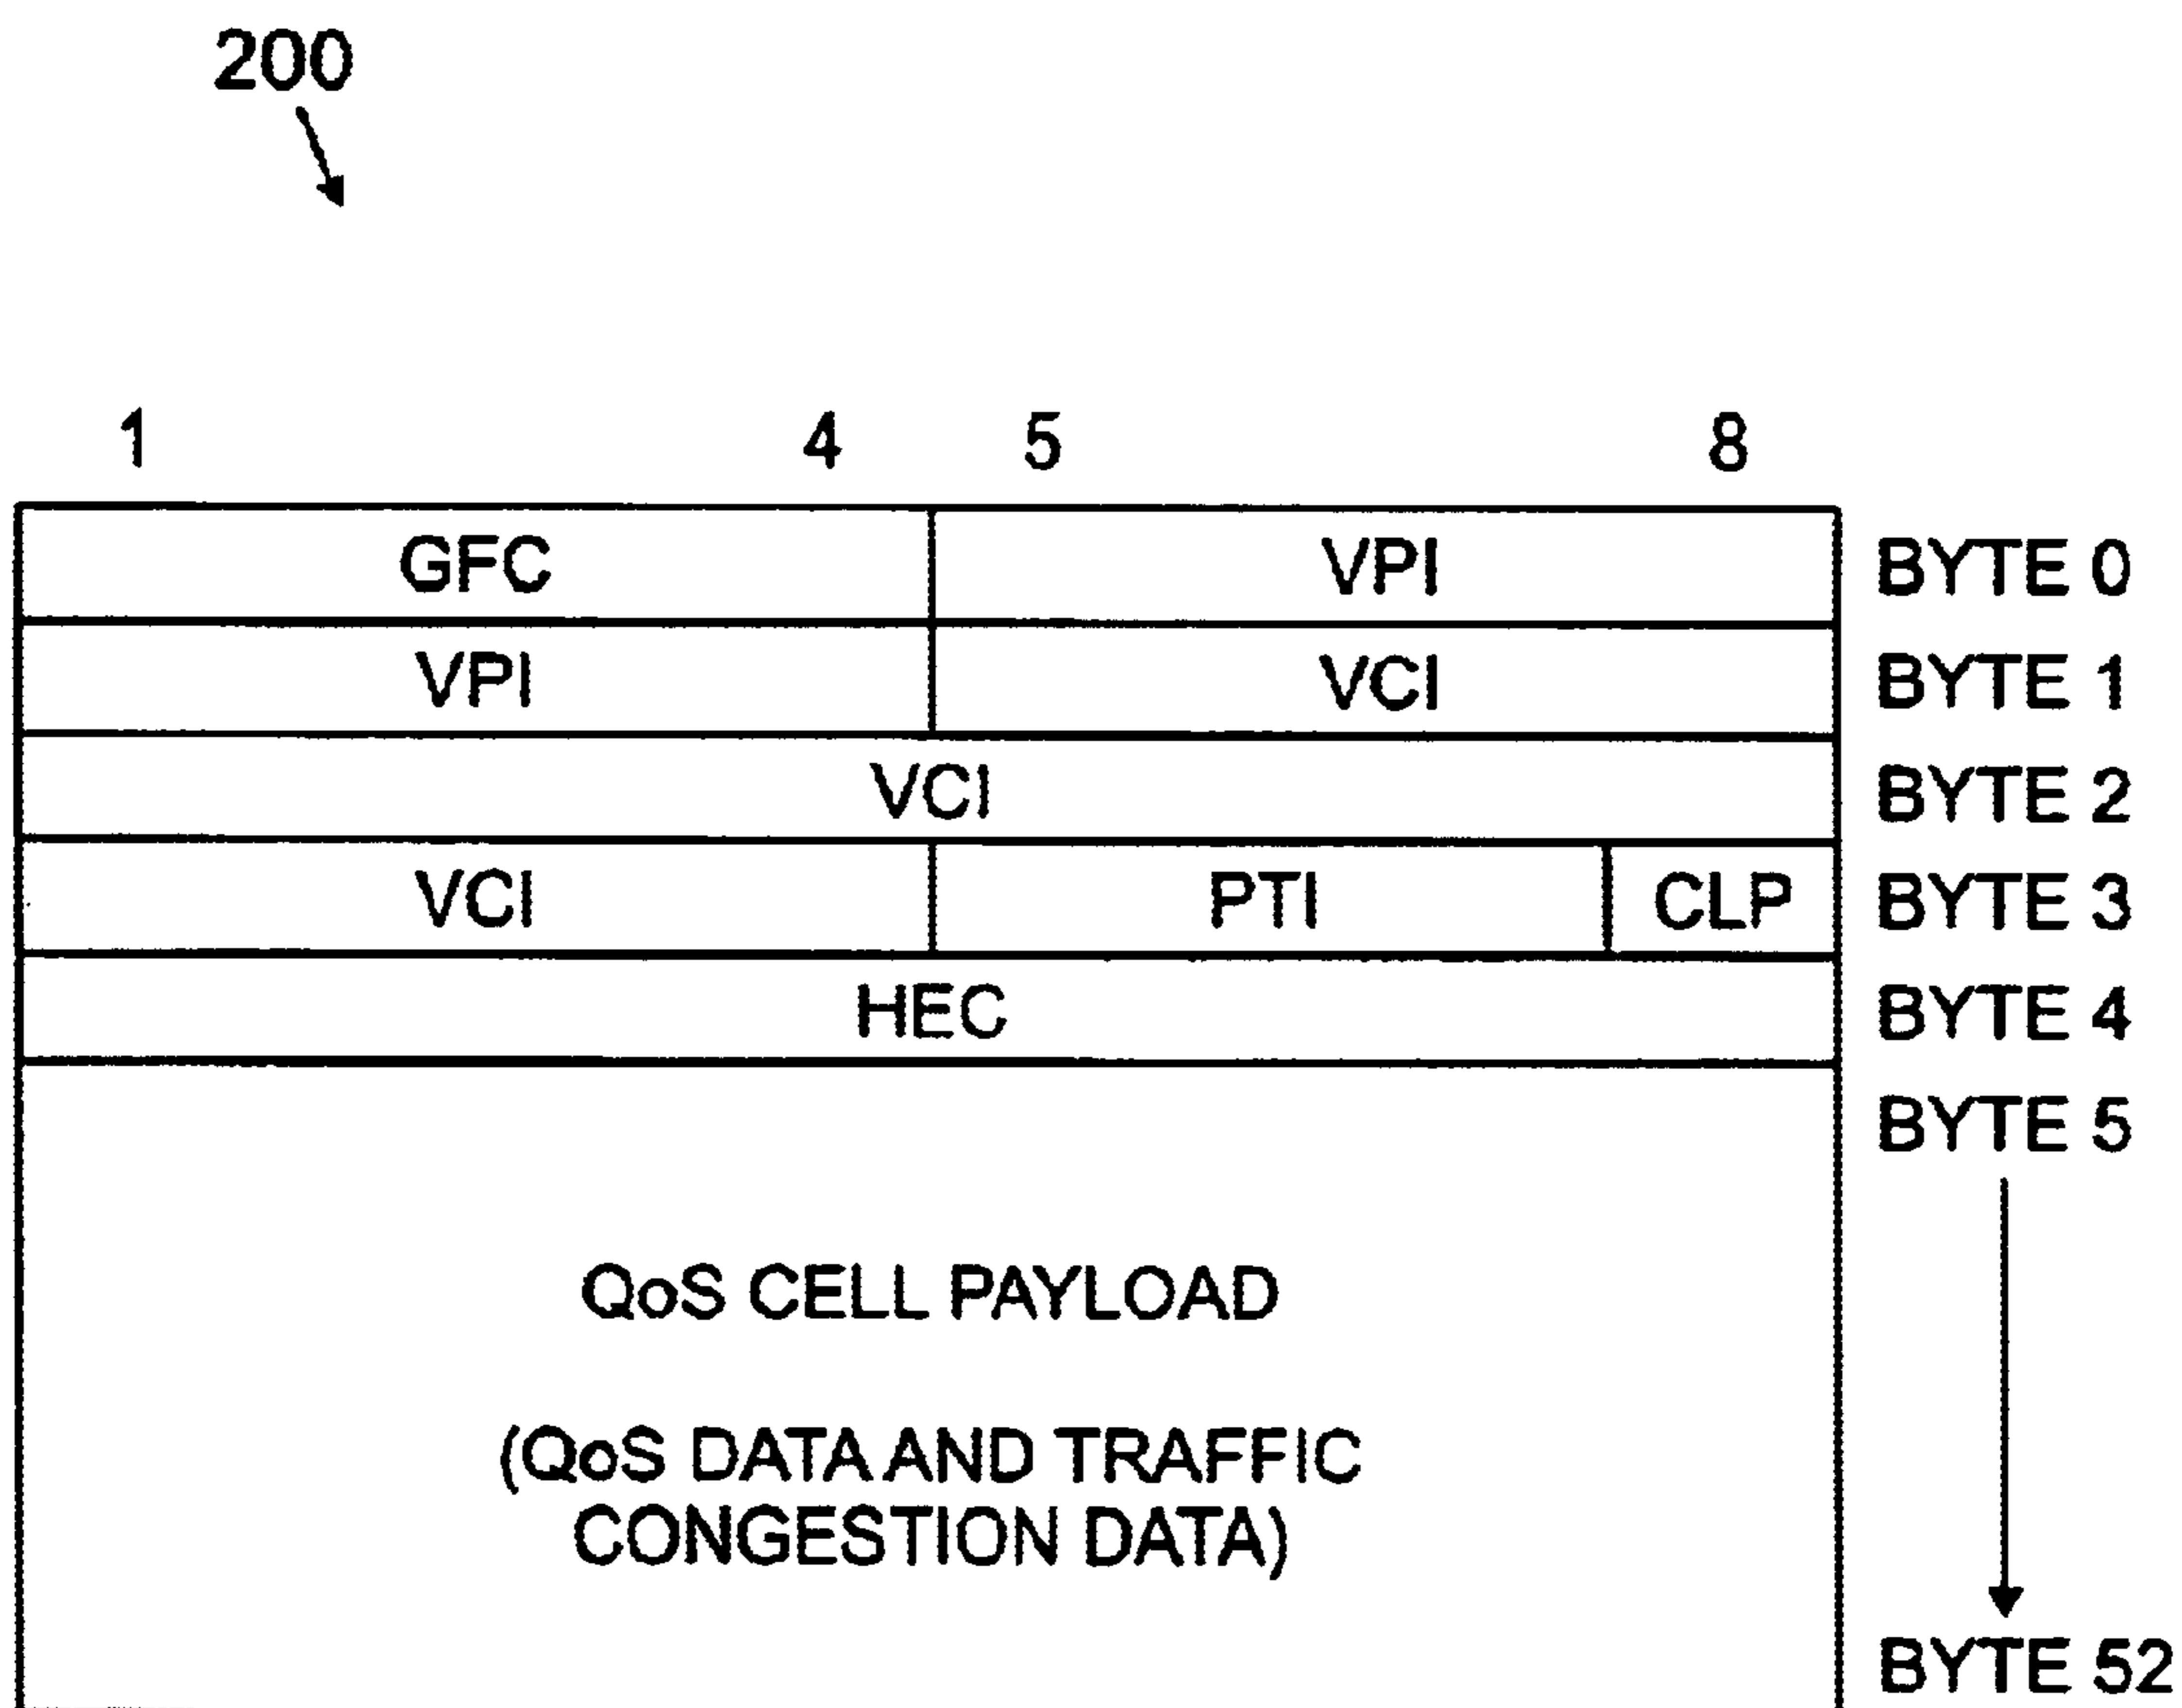 200
1 4 5 8
GFC VPI BYTE 0
VPI VCI BYTE 1
VCI BYTE 2
VCI PTI CLP BYTE 3
HEC BYTE 4
BYTE 5
QoS CELL PAYLOAD
(QoS DATA AND TRAFFIC
CONGESTION DATA)
BYTE 52